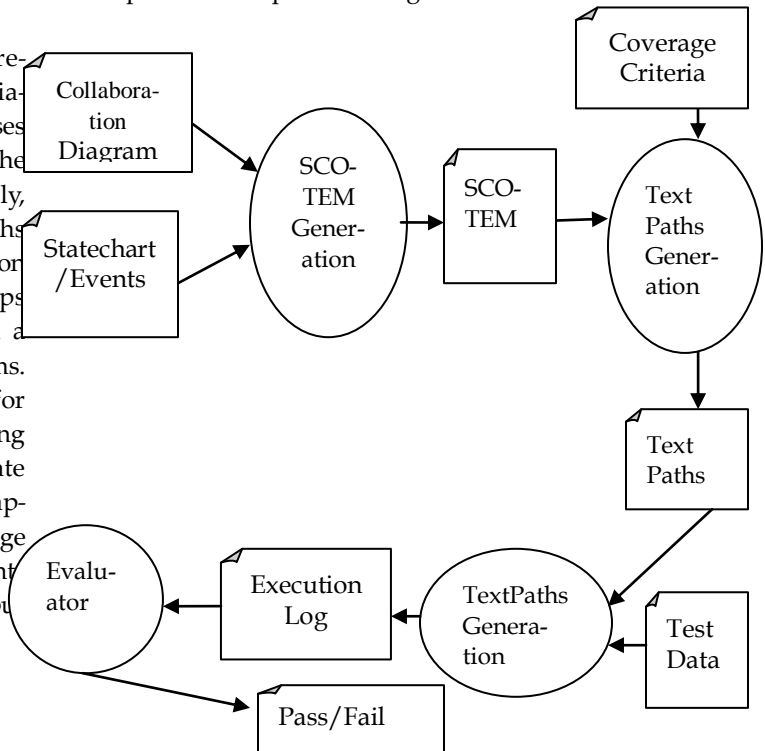 Coverage
Criteria
Collabora-
tion
Diagram
SCO-
TEM
Gener-
ation
SCO-
TEM
Text
Paths
Gener-
ation
Statechart
/Events
Text
Paths
Evalu-
ator
Execution
Log
TextPaths
Genera-
tion
Test
Data
Pass/Fail